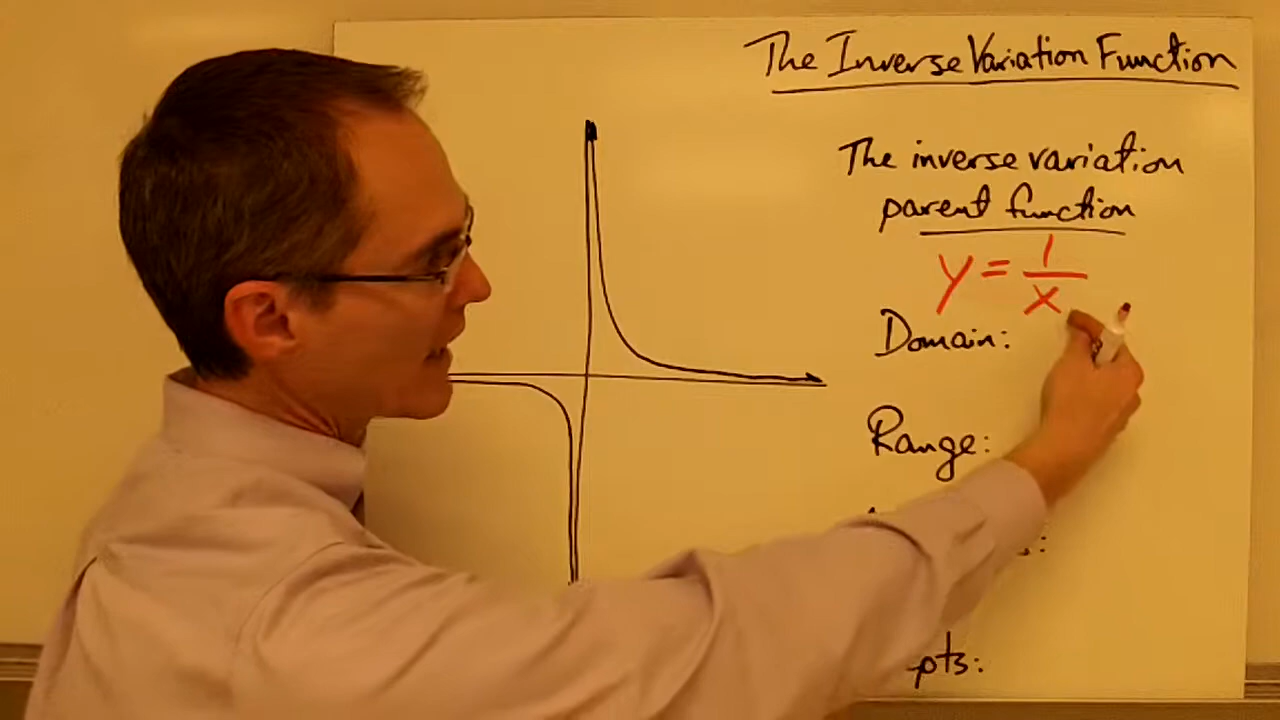 The Inverse Variation Function
The inverse variation
parent function
y = 1/x
Domain:
Range:
pts: